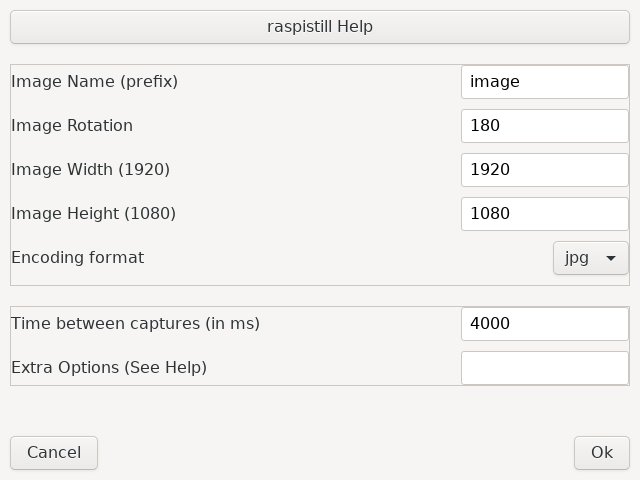 raspistill Help
Image Name (prefix) image
Image Rotation 180
Image Width (1920) 1920
Image Height (1080) 1080
Encoding format jpg
Time between captures (in ms) 4000
Extra Options (See Help)
Cancel Ok